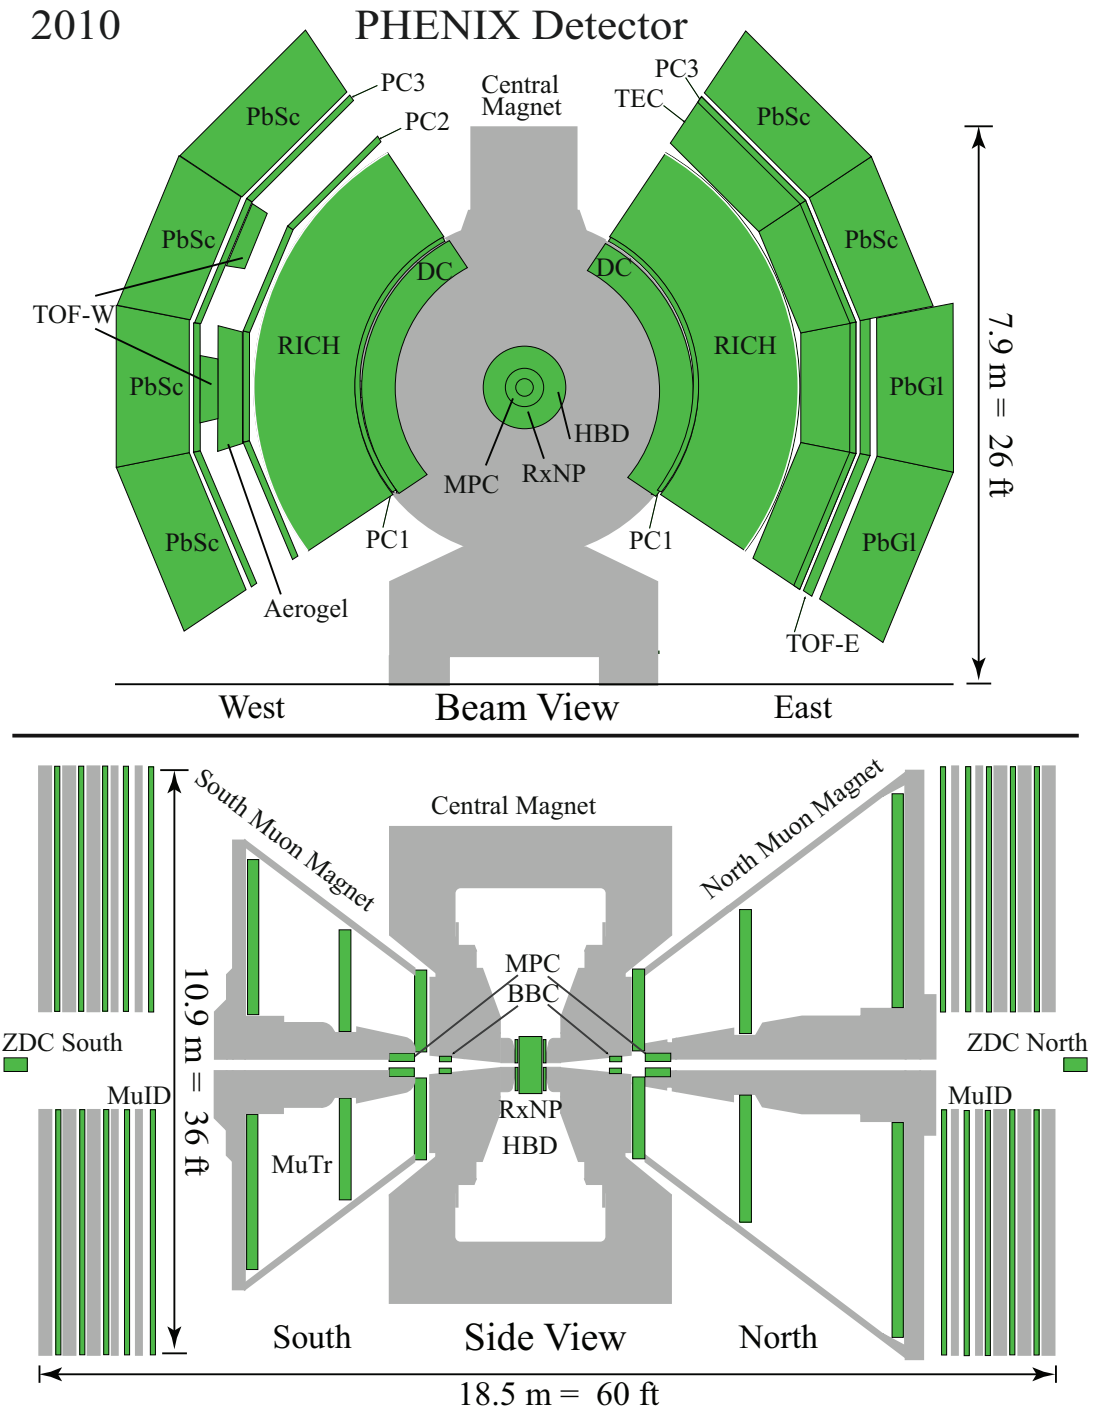 2010
PHENIX Detector
Central
Magnet
PC3
PC2
PC3
TEC
PbSc
PbSc
PbSc
PbSc
TOF-W
DC
DC
RICH
RICH
PbSc
PbGl
HBD
RxNP
MPC
PbSc
PC1
PC1
PbGl
Aerogel
TOF-E
7.9 m = 26 ft
West
Beam View
East
South Muon Magnet
Central Magnet
North Muon Magnet
MPC
BBC
ZDC South
ZDC North
MuID
MuID
10.9 m = 36 ft
RxNP
HBD
MuTr
South
Side View
North
18.5 m = 60 ft